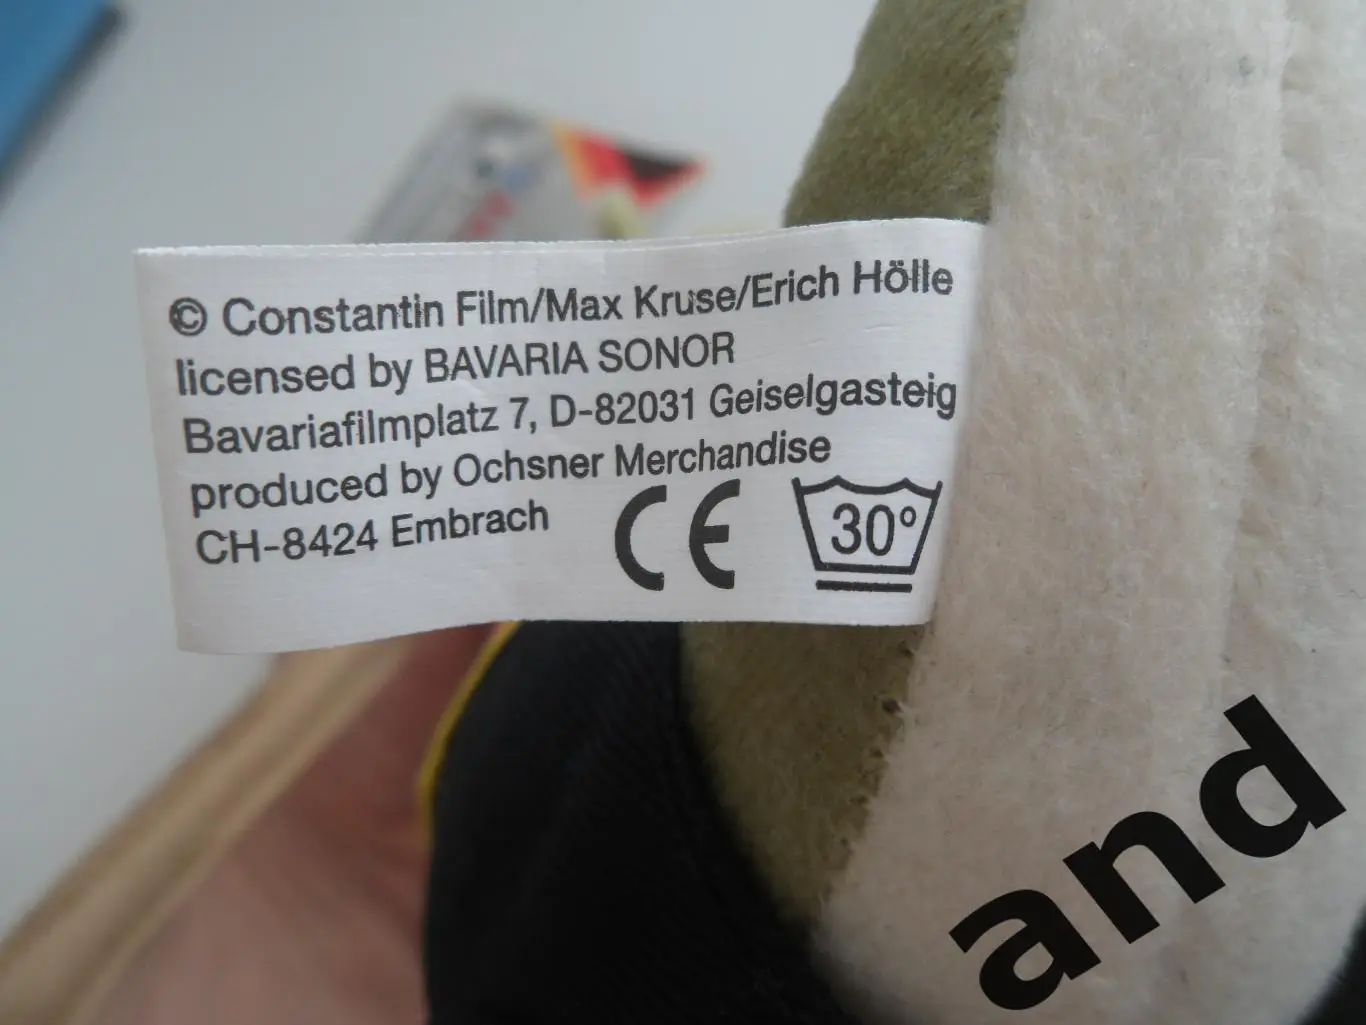 © Constantin Film/Max Kruse/Erich Hölle
licensed by BAVARIA SONOR
Bavariafilmplatz 7, D-82031 Geiselgasteig
produced by Ochsner Merchandise
CH-8424 Embrach
CE
30°
and